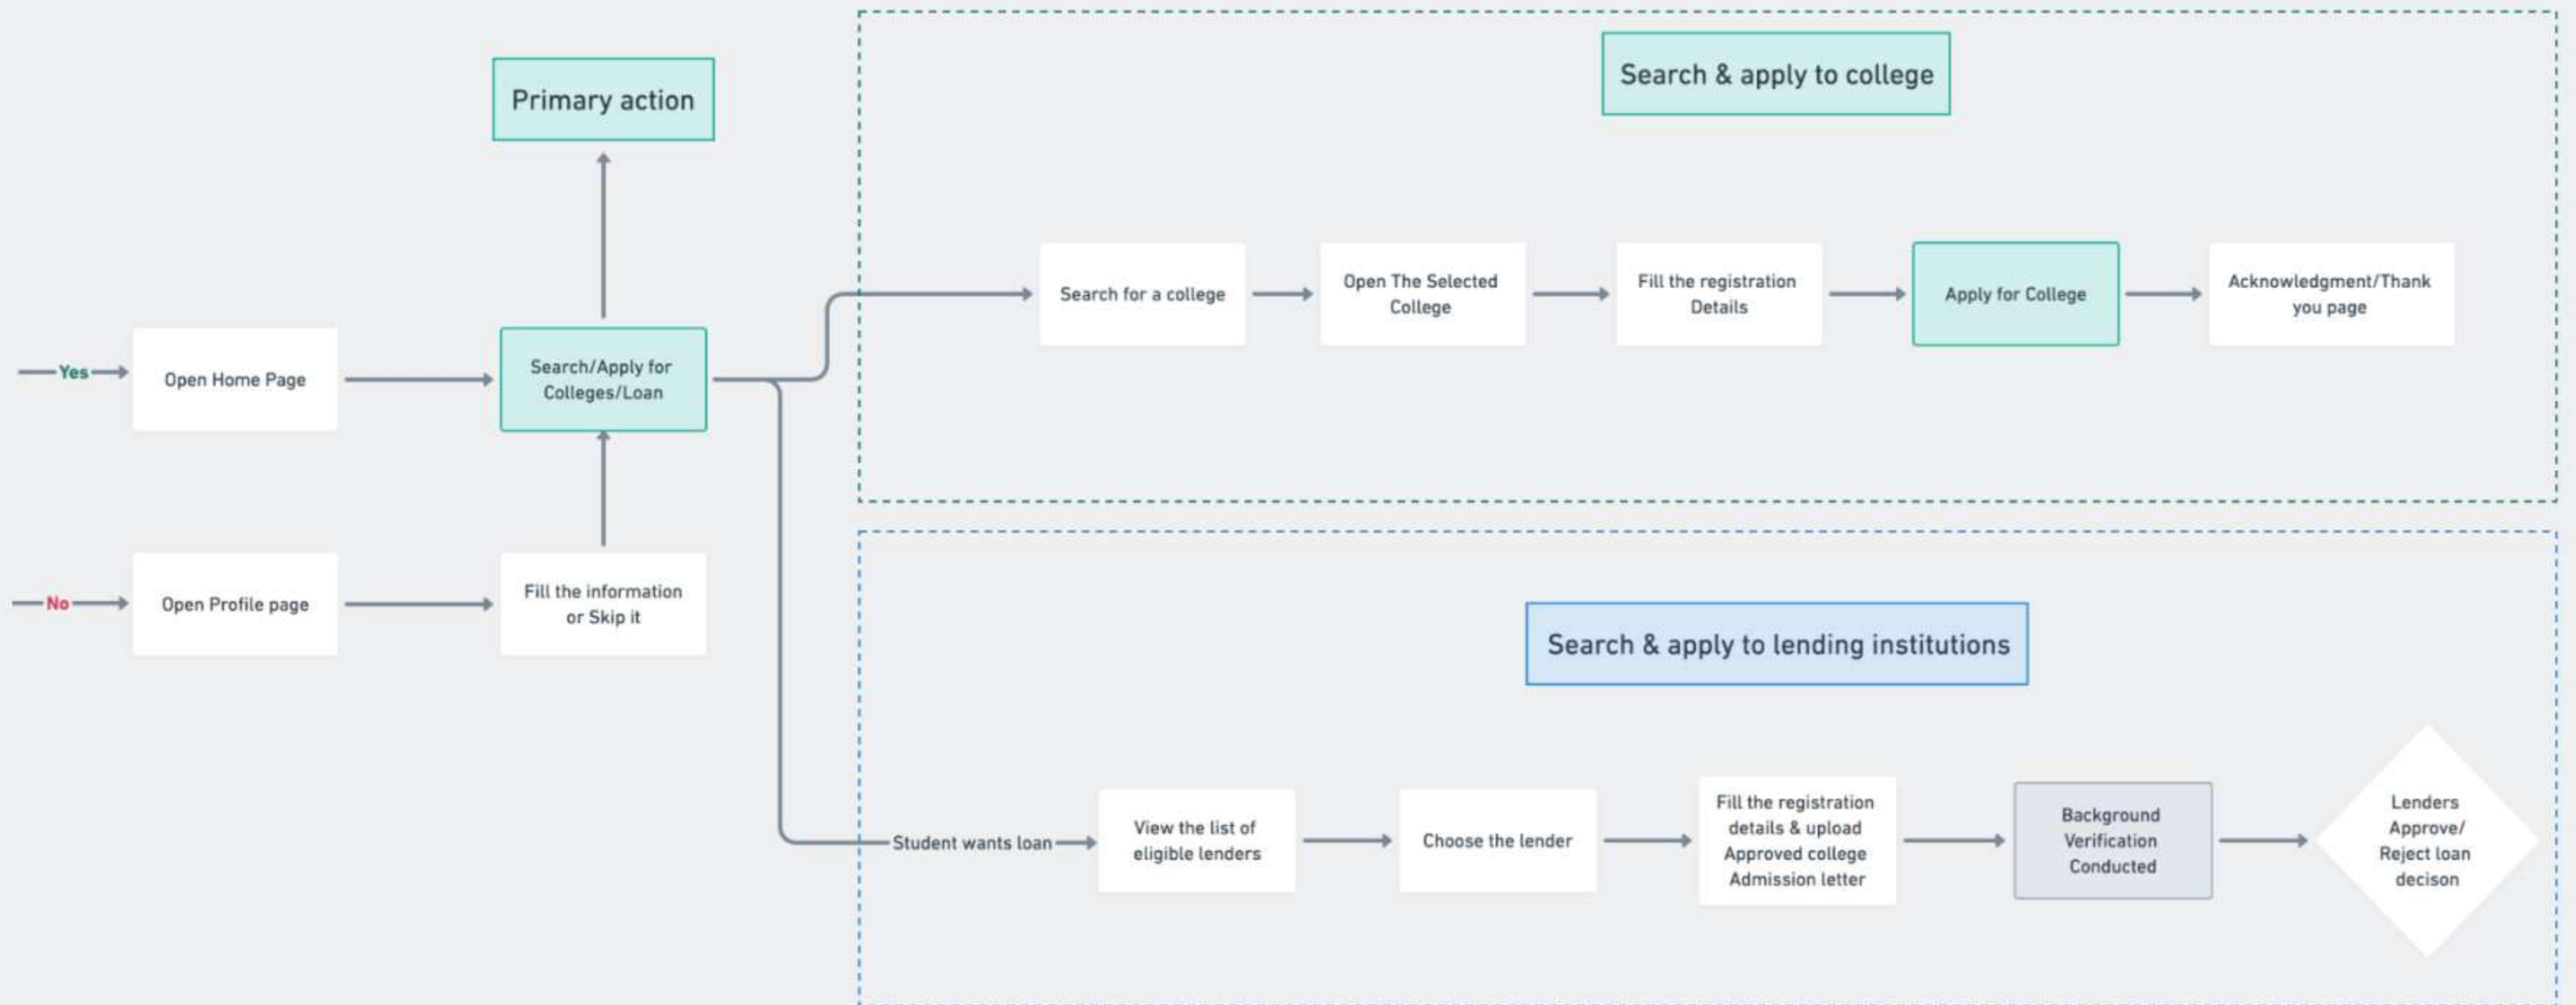 Primary action
Search & apply to college
Yes
Open Home Page
Search/Apply for
Colleges/Loan
Search for a college
Open The Selected
College
Fill the registration
Details
Apply for College
Acknowledgment/Thank
you page
No
Open Profile page
Fill the information
or Skip it
Search & apply to lending institutions
Student wants loan
View the list of
eligible lenders
Choose the lender
Fill the registration
details & upload
Approved college
Admission letter
Background
Verification
Conducted
Lenders
Approve/
Reject loan
decison